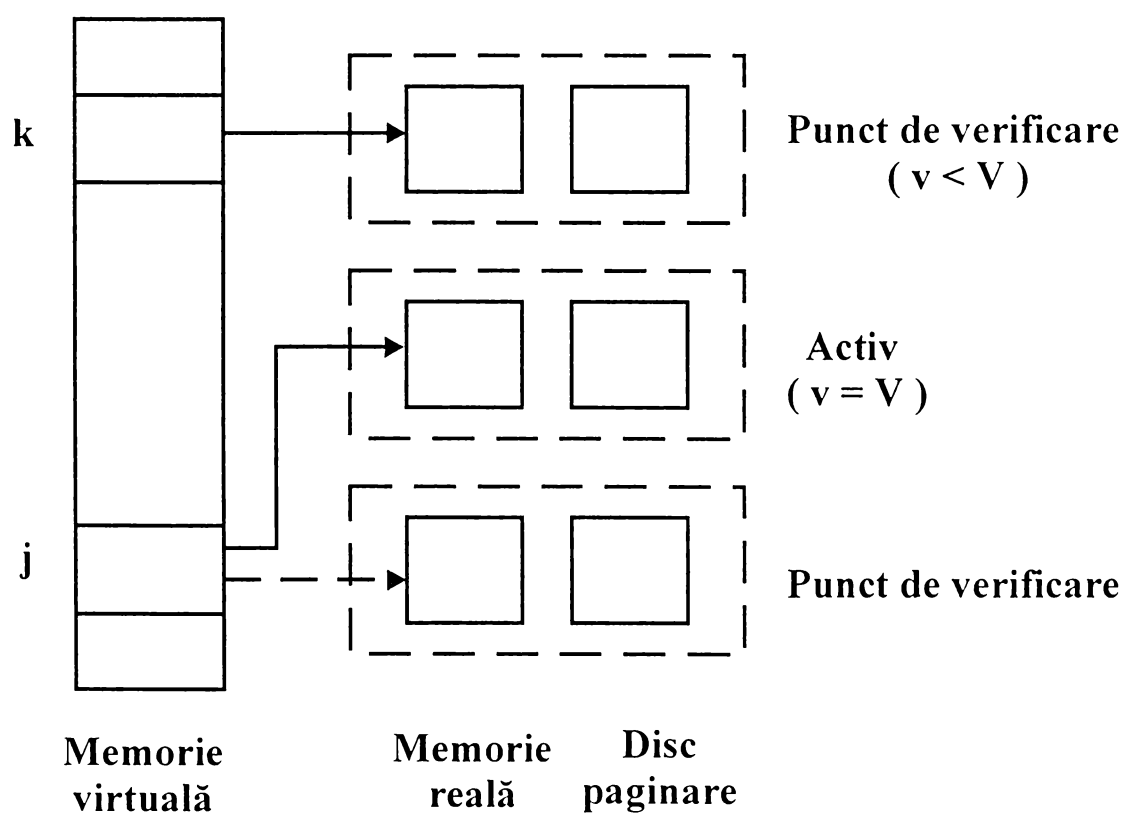 k
Punct de verificare
( v < V )
Activ
( v = V )
j
Punct de verificare
Memorie
virtuală
Memorie
reală
Disc
paginare